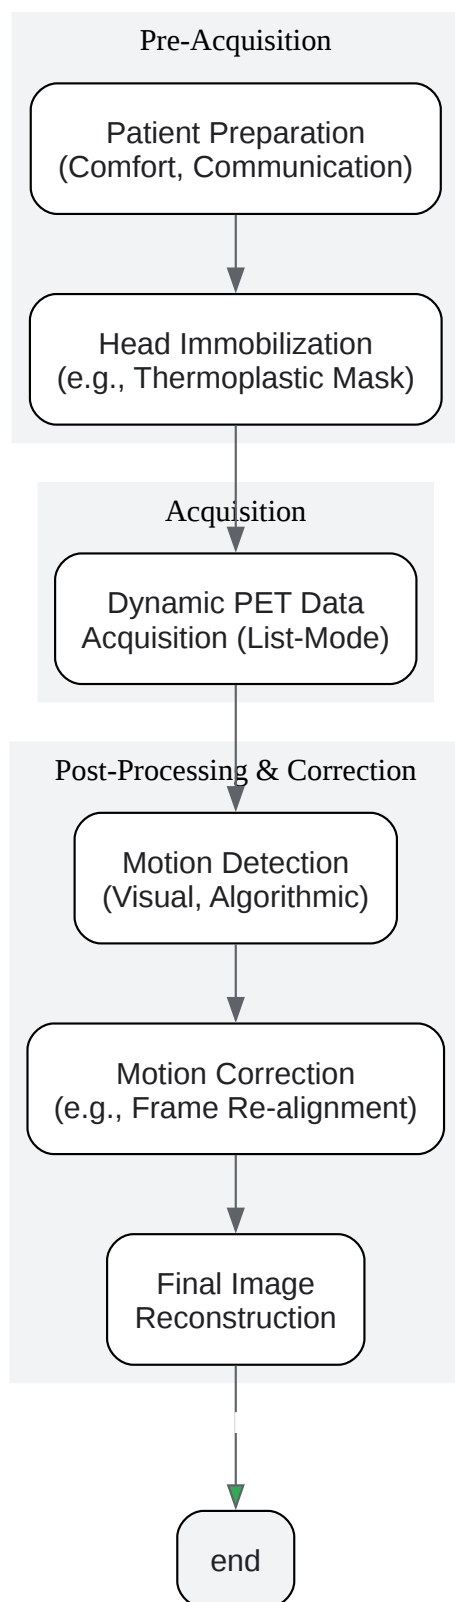 Pre-Acquisition
Patient Preparation
(Comfort, Communication)
Head Immobilization
(e.g., Thermoplastic Mask)
Acquisition
Dynamic PET Data
Acquisition (List-Mode)
Post-Processing & Correction
Motion Detection
(Visual, Algorithmic)
Motion Correction
(e.g., Frame Re-alignment)
Final Image
Reconstruction
end